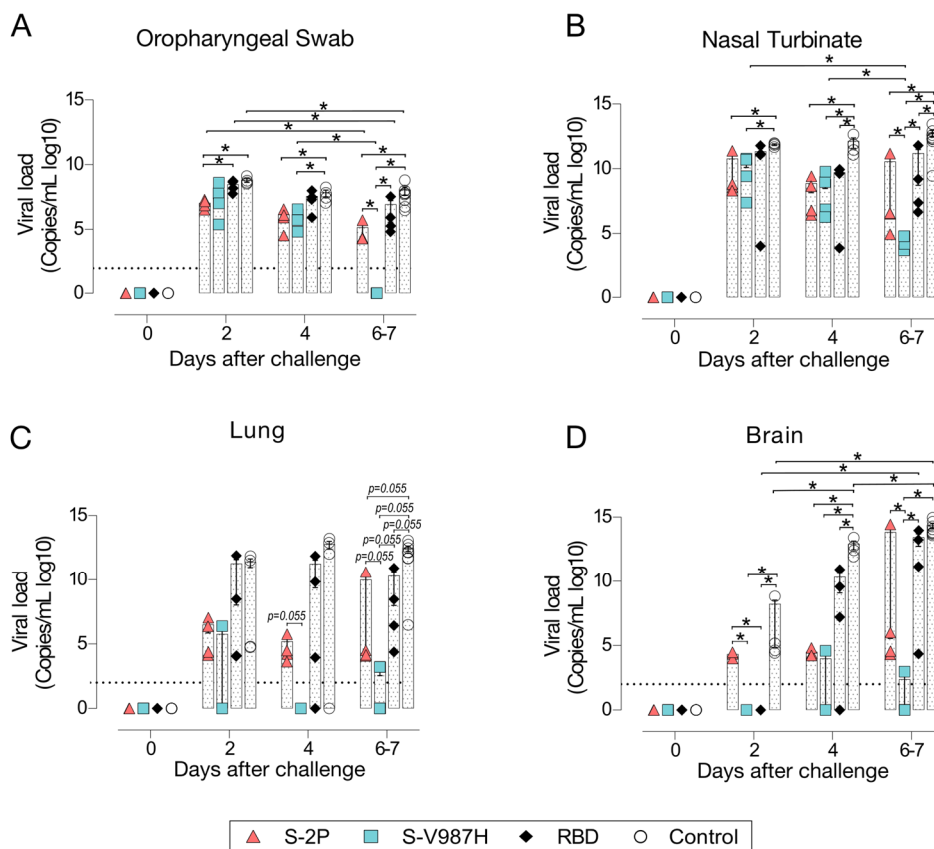 A
Oropharyngeal Swab
Viral load
(Copies/mL log10)
15
10
5
0
* * * *
* * *
* * * *
* *
0 2 4 6-7
Days after challenge
B
Nasal Turbinate
Viral load
(Copies/mL log10)
15
10
5
0
*
* *
* * *
* * * *
0 2 4 6-7
Days after challenge
C
Lung
Viral load
(Copies/mL log10)
15
10
5
0
p=0.055
p=0.055
p=0.055
p=0.055
p=0.055
p=0.055
0 2 4 6-7
Days after challenge
D
Brain
Viral load
(Copies/mL log10)
15
10
5
0
*
*
* *
* * *
* * *
* *
* *
0 2 4 6-7
Days after challenge
S-2P S-V987H RBD Control